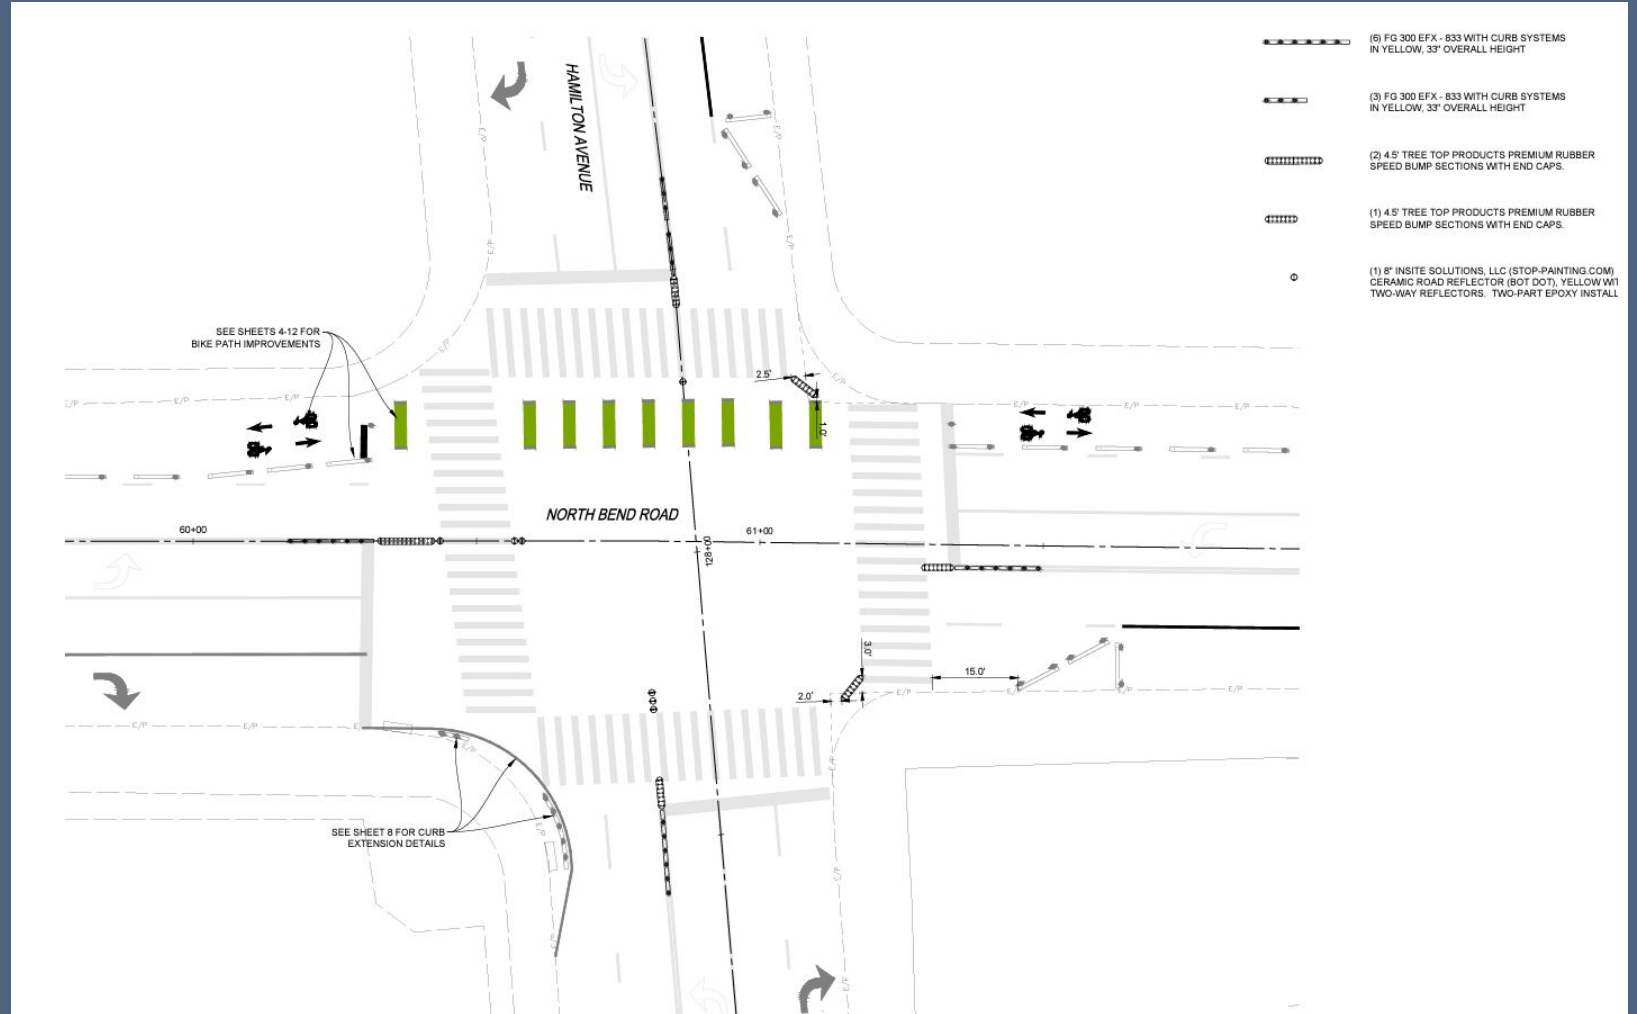 (6) FG 300 EFX - 833 WITH CURB SYSTEMS
IN YELLOW, 33" OVERALL HEIGHT
(3) FG 300 EFX - 833 WITH CURB SYSTEMS
IN YELLOW, 33" OVERALL HEIGHT
(2) 4.5' TREE TOP PRODUCTS PREMIUM RUBBER
SPEED BUMP SECTIONS WITH END CAPS.
(1) 4.5' TREE TOP PRODUCTS PREMIUM RUBBER
SPEED BUMP SECTIONS WITH END CAPS.
(1) 8" INSITE SOLUTIONS, LLC (STOP-PAINTING.COM)
CERAMIC ROAD REFLECTOR (BOT DOT), YELLOW WIT
TWO-WAY REFLECTORS. TWO-PART EPOXY INSTALL
HAMILTON AVENUE
E/P
E/P
E/P
E/P
SEE SHEETS 4-12 FOR
BIKE PATH IMPROVEMENTS
E/P
2.5'
E/P
E/P
E/P
E/P
E/P
E/P
E/P
1.0'
NORTH BEND ROAD
60+00
61+00
128+00
3.0'
15.0'
2.0'
E/P
E/P
E/P
E/P
E/P
E/P
E/P
E/P
E/P
SEE SHEET 8 FOR CURB
EXTENSION DETAILS
E/P
E/P
E/P
E/P